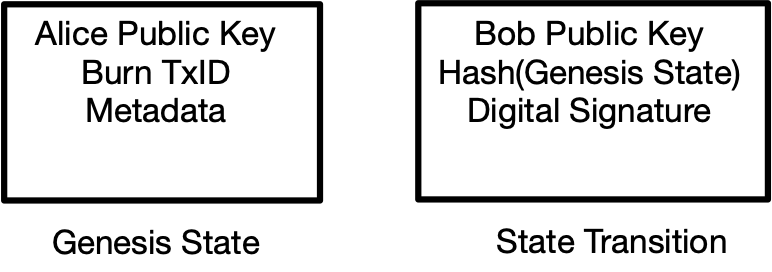 Alice Public Key
Burn TxID
Metadata
Genesis State
Bob Public Key
Hash(Genesis State)
Digital Signature
State Transition